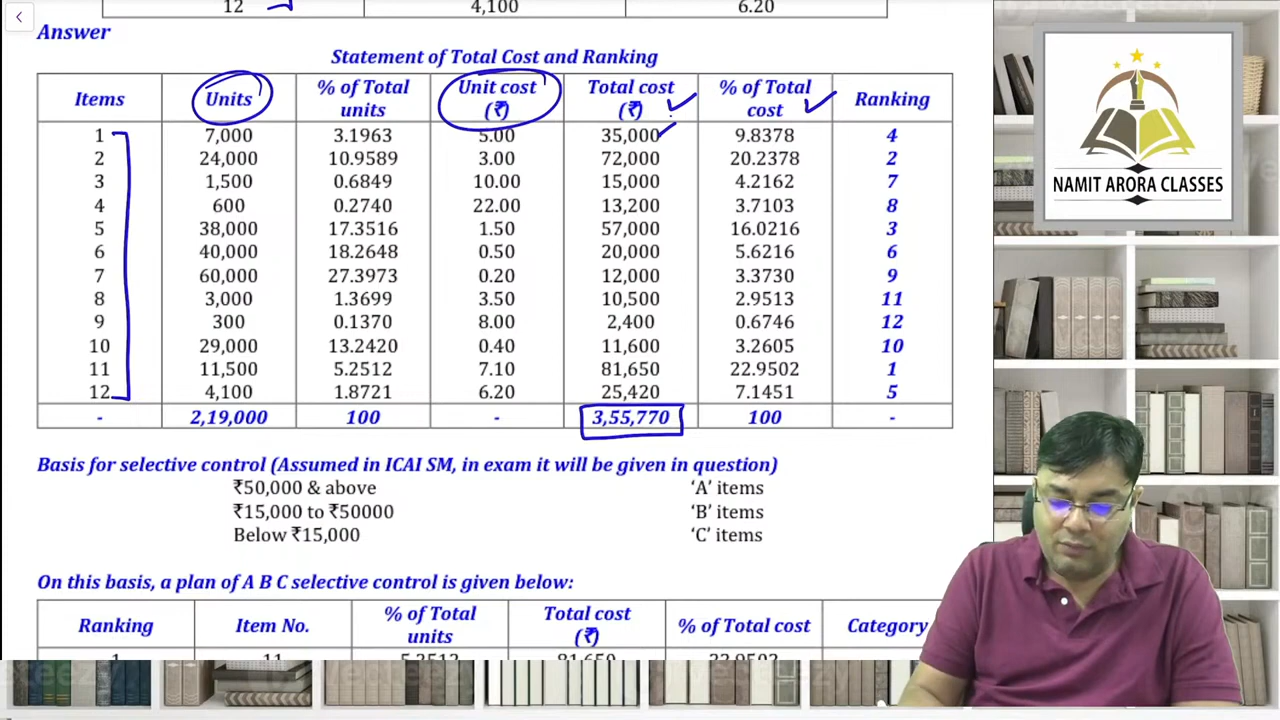 12 4,100 6.20
Answer
Statement of Total Cost and Ranking
Items Units % of Total units Unit cost (₹) Total cost (₹) % of Total cost Ranking
1 7,000 3.1963 5.00 35,000 9.8378 4
2 24,000 10.9589 3.00 72,000 20.2378 2
3 1,500 0.6849 10.00 15,000 4.2162 7
4 600 0.2740 22.00 13,200 3.7103 8
5 38,000 17.3516 1.50 57,000 16.0216 3
6 40,000 18.2648 0.50 20,000 5.6216 6
7 60,000 27.3973 0.20 12,000 3.3730 9
8 3,000 1.3699 3.50 10,500 2.9513 11
9 300 0.1370 8.00 2,400 0.6746 12
10 29,000 13.2420 0.40 11,600 3.2605 10
11 11,500 5.2512 7.10 81,650 22.9502 1
12 4,100 1.8721 6.20 25,420 7.1451 5
- 2,19,000 100 - 3,55,770 100 -
Basis for selective control (Assumed in ICAI SM, in exam it will be given in question)
₹50,000 & above ‘A’ items
₹15,000 to ₹50000 ‘B’ items
Below ₹15,000 ‘C’ items
On this basis, a plan of A B C selective control is given below:
Ranking Item No. % of Total units Total cost (₹) % of Total cost Category
NAMIT ARORA CLASSES